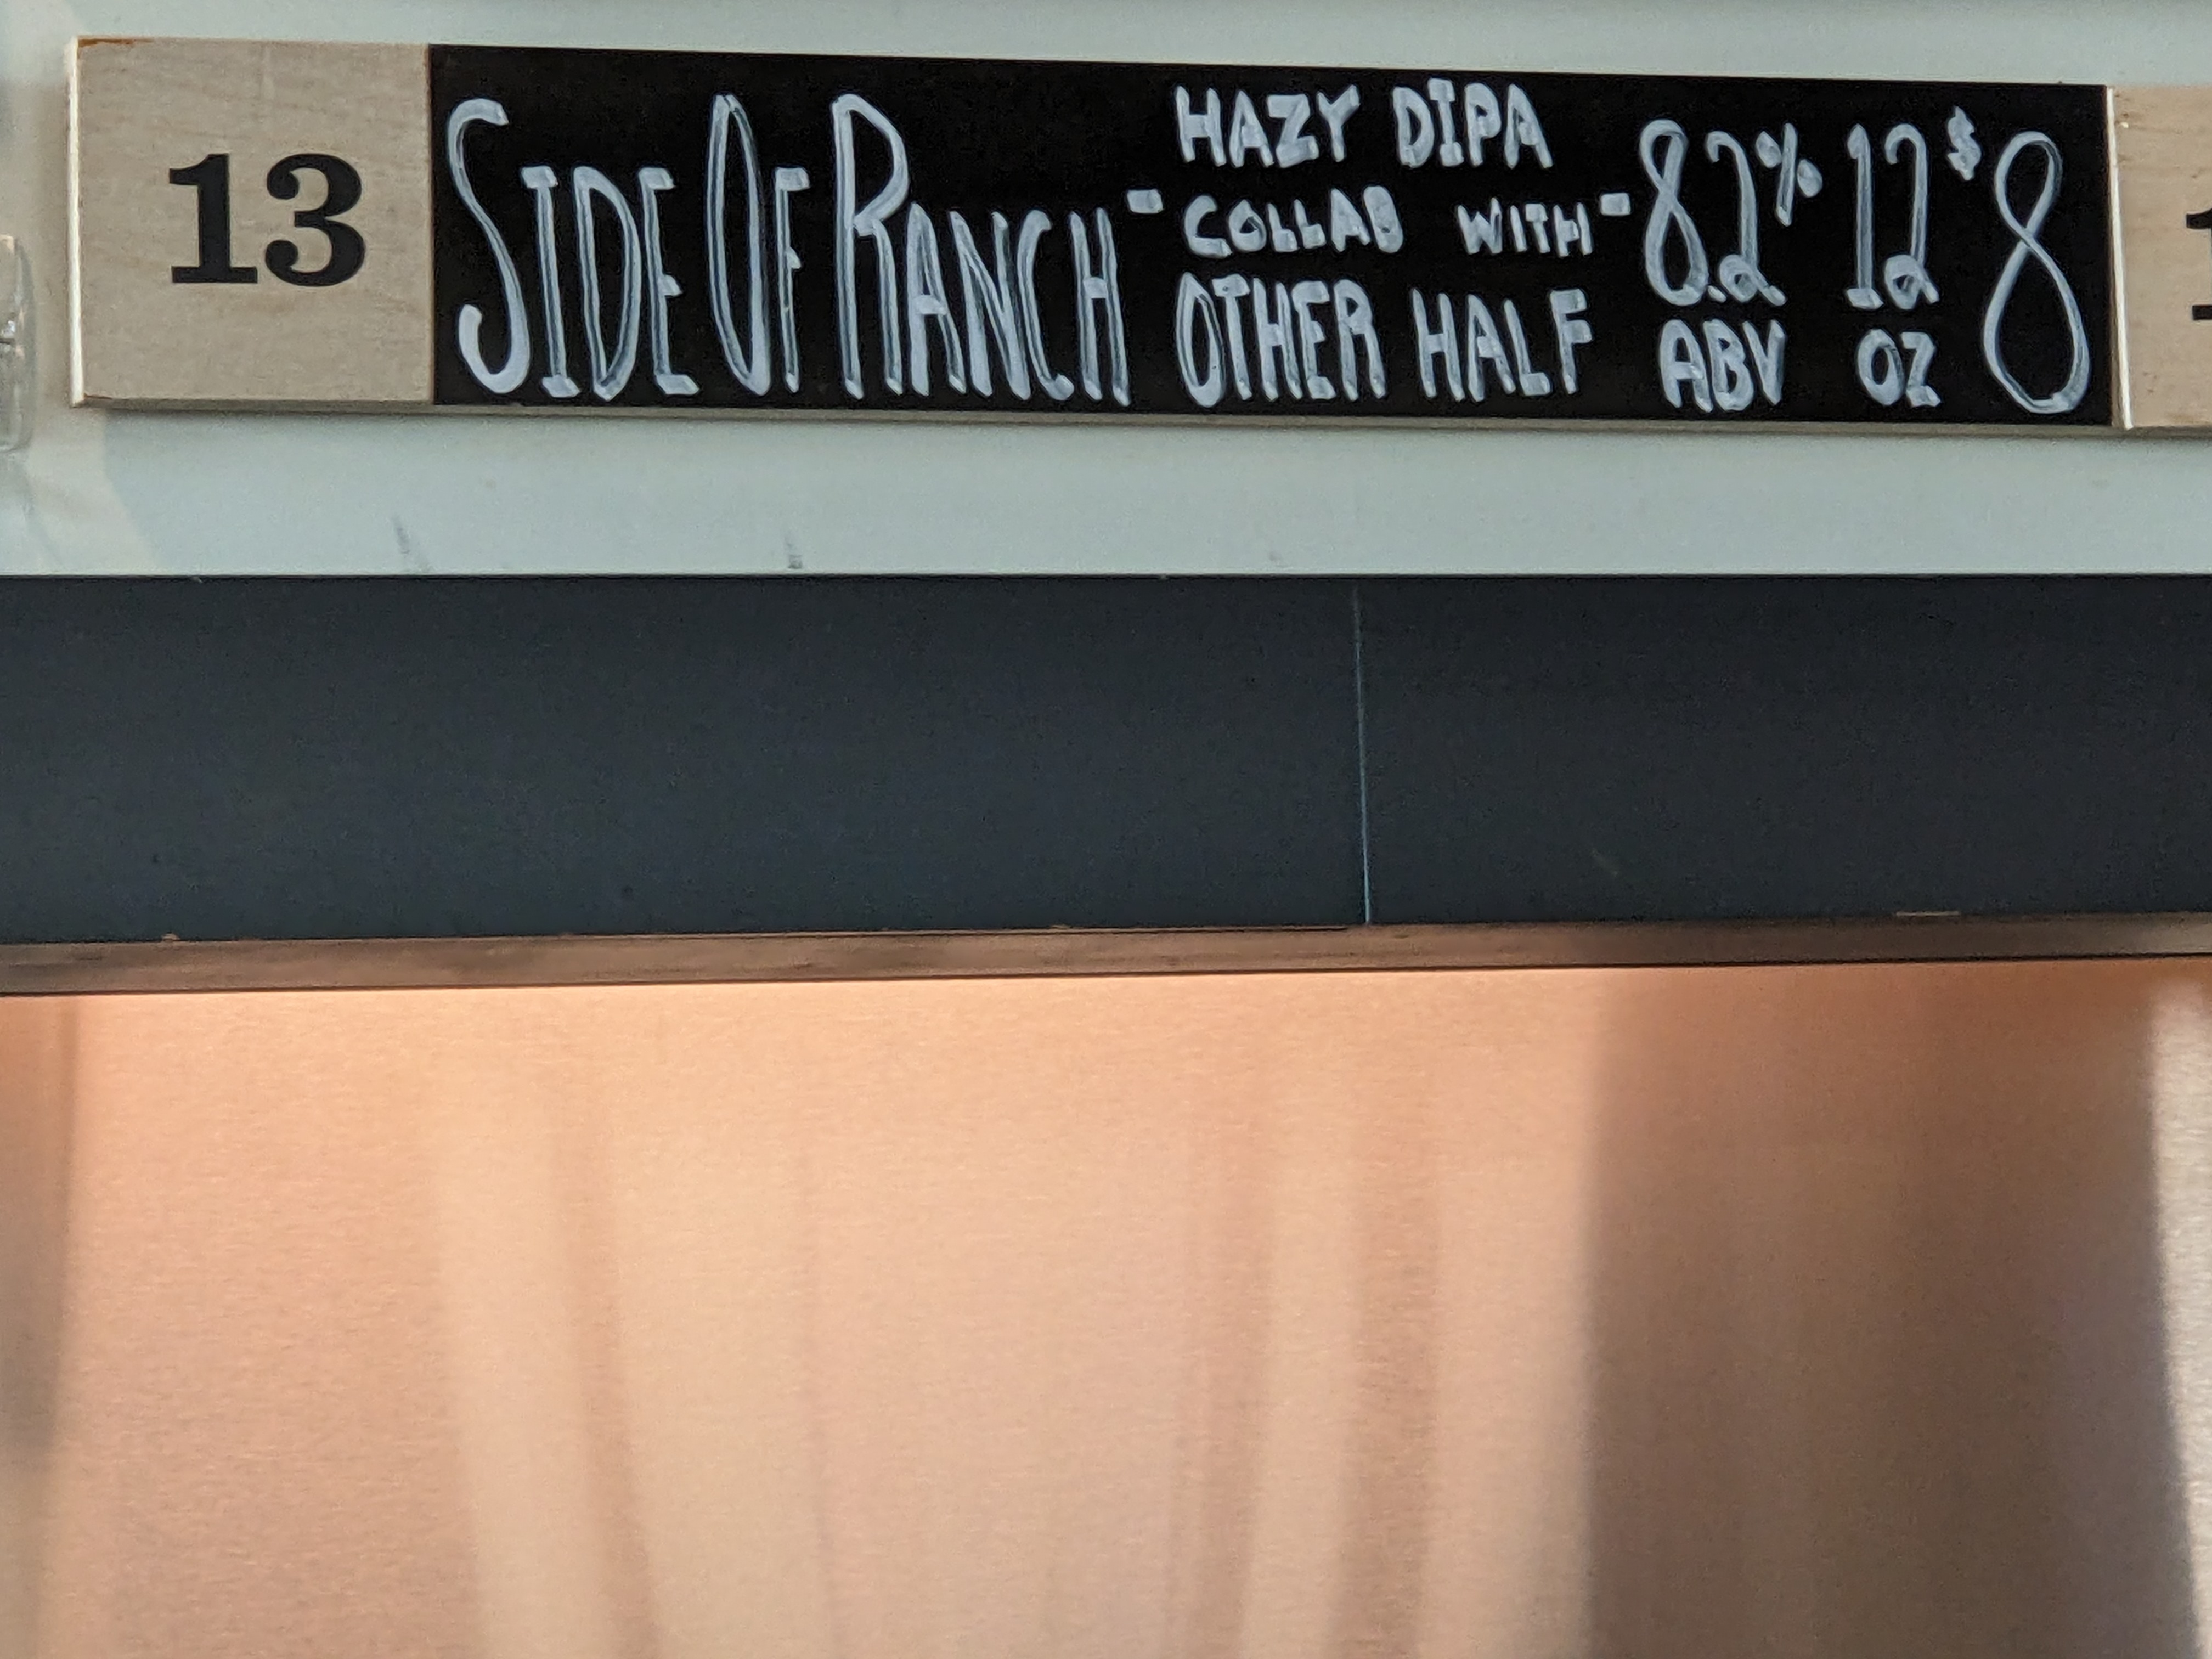 13
SIDE OF RANCH - HAZY DIPA
COLLAB WITH -
OTHER HALF
8.2%
ABV
12
OZ
$8